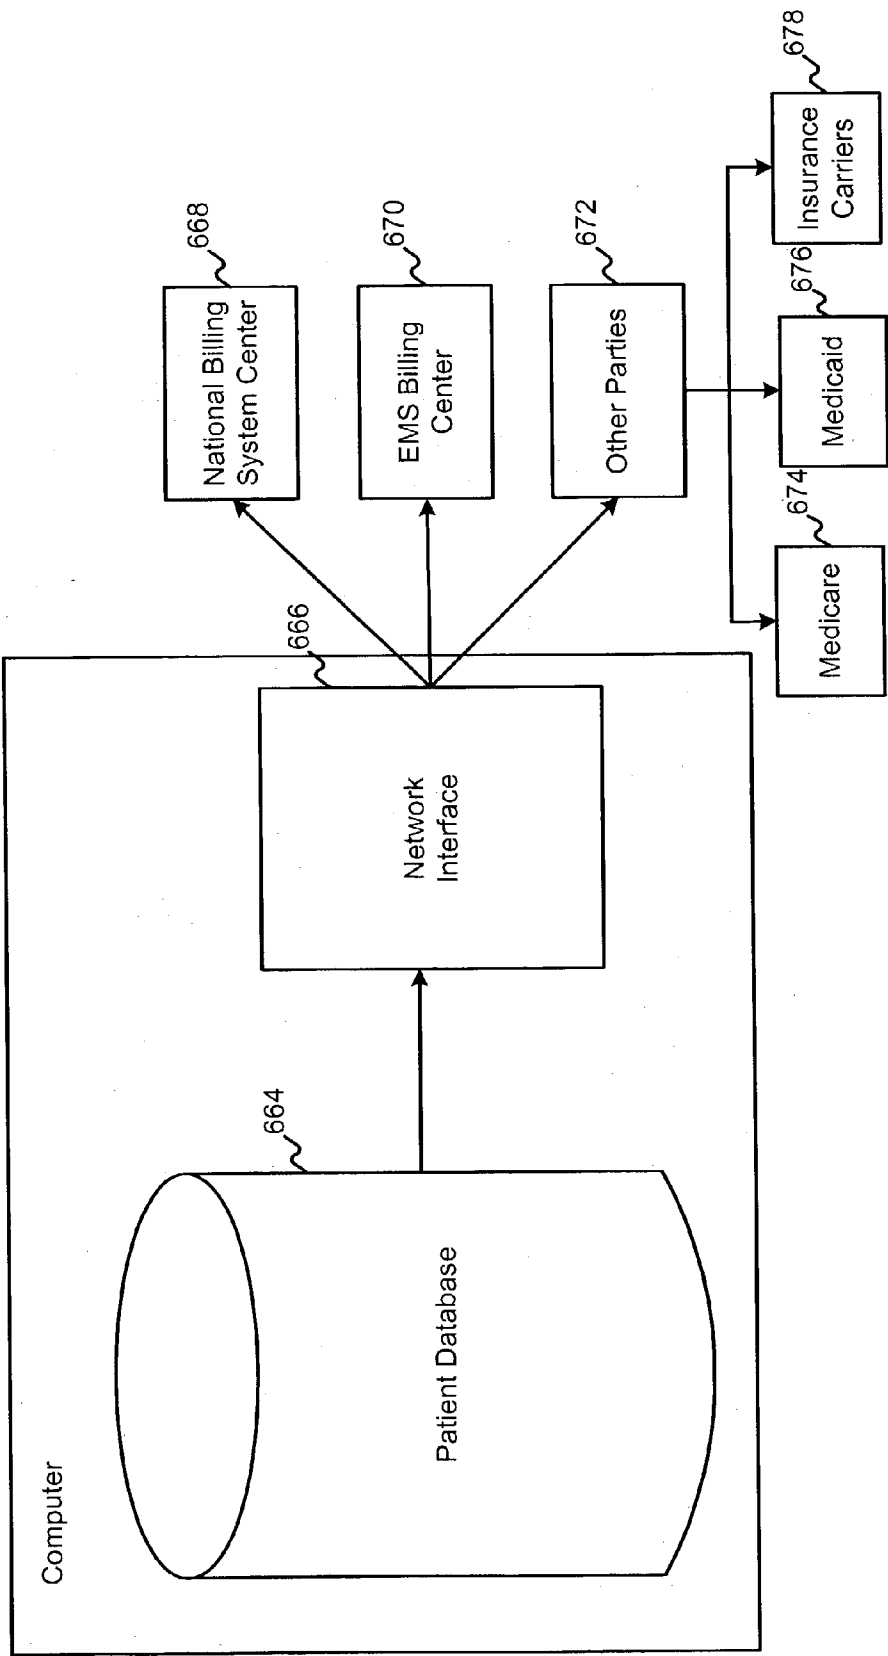 Computer
Patient Database
664
Network
Interface
666
National Billing
System Center
668
EMS Billing
Center
670
Other Parties
672
Medicare
674
Medicaid
676
Insurance
Carriers
678